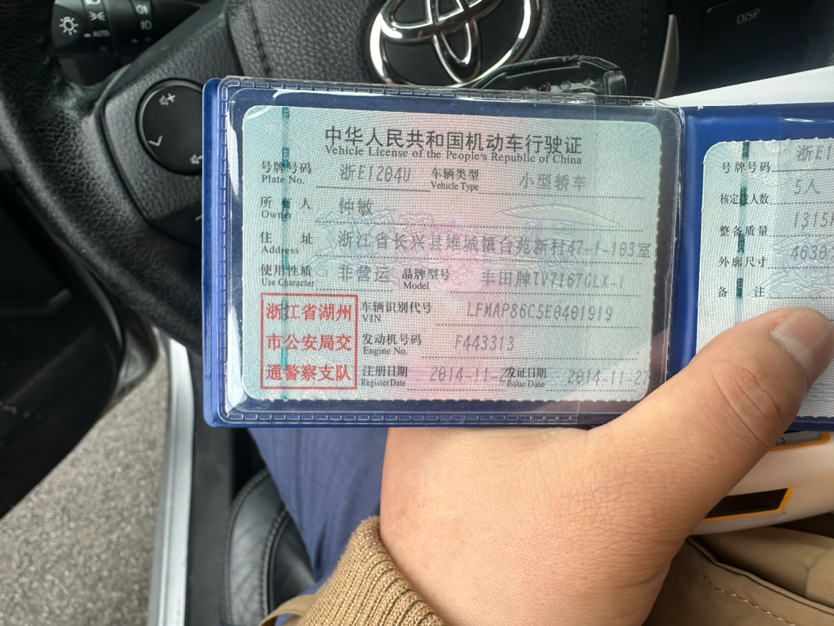 DISP
AUTO
中华人民共和国机动车行驶证
Vehicle License of the People's Republic of China
号牌号码 浙E1Z04U 车辆类型 小型轿车
Plate No. Vehicle Type
所有人 钟敏
Owner
住址 浙江省长兴县雉城镇台苑新村47-1-103室
Address
使用性质 非营运 品牌型号 丰田牌TV7167GLX-i
Use Character Model
浙江省湖州
市公安局交
通警察支队
车辆识别代号 LFMAP86C5E0401919
VIN
发动机号码 F443313
Engine No.
注册日期 2014-11-27 发证日期 2014-11-27
Register Date Issue Date
号牌号码 浙E1
核定载人数 5人
整备质量 1315
外廓尺寸 4630
备注